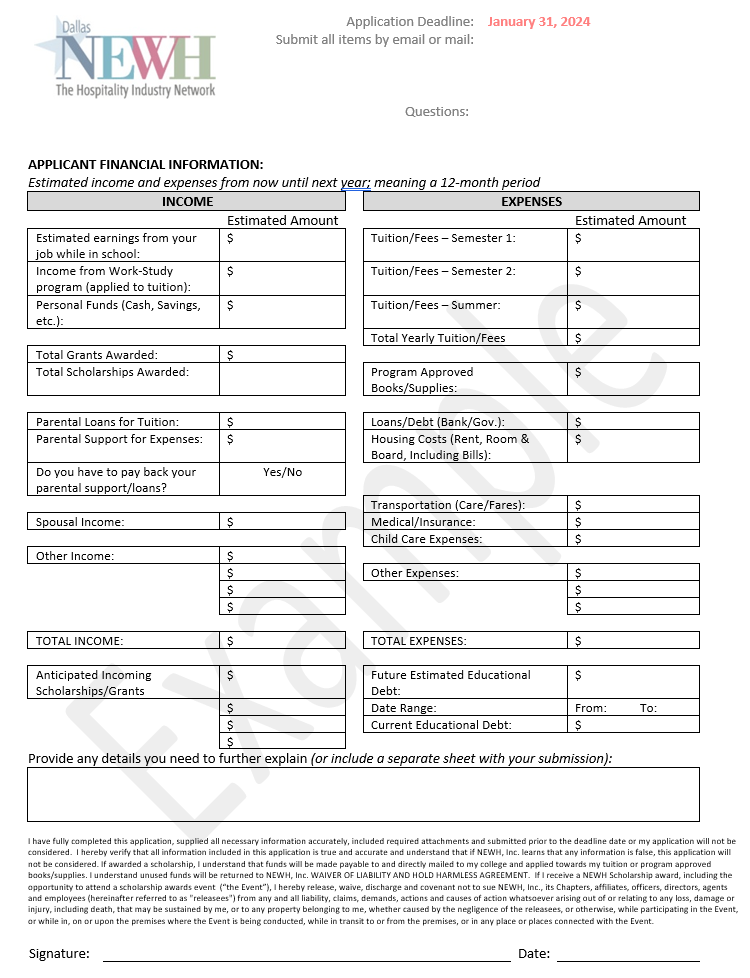 Dallas
NEWH
The Hospitality Industry Network
Application Deadline: January 31, 2024
Submit all items by email or mail:
Questions:
APPLICANT FINANCIAL INFORMATION:
Estimated income and expenses from now until next year; meaning a 12-month period
INCOME
Estimated Amount
Estimated earnings from your $
job while in school:
Income from Work-Study $
program (applied to tuition):
Personal Funds (Cash, Savings, $
etc.):
Total Grants Awarded: $
Total Scholarships Awarded:
Parental Loans for Tuition: $
Parental Support for Expenses: $
Do you have to pay back your Yes/No
parental support/loans?
Spousal Income: $
Other Income: $
$
$
$
TOTAL INCOME: $
Anticipated Incoming $
Scholarships/Grants
$
$
$
EXPENSES
Estimated Amount
Tuition/Fees – Semester 1: $
Tuition/Fees – Semester 2: $
Tuition/Fees – Summer: $
Total Yearly Tuition/Fees $
Program Approved $
Books/Supplies:
Loans/Debt (Bank/Gov.): $
Housing Costs (Rent, Room & $
Board, Including Bills):
Transportation (Care/Fares): $
Medical/Insurance: $
Child Care Expenses: $
Other Expenses: $
$
$
TOTAL EXPENSES: $
Future Estimated Educational $
Debt:
Date Range: From: To:
Current Educational Debt: $
Example
Provide any details you need to further explain (or include a separate sheet with your submission):
I have fully completed this application, supplied all necessary information accurately, included required attachments and submitted prior to the deadline date or my application will not be
considered. I hereby verify that all information included in this application is true and accurate and understand that if NEWH, Inc. learns that any information is false, this application will
not be considered. If awarded a scholarship, I understand that funds will be made payable to and directly mailed to my college and applied towards my tuition or program approved
books/supplies. I understand unused funds will be returned to NEWH, Inc. WAIVER OF LIABILITY AND HOLD HARMLESS AGREEMENT. If I receive a NEWH Scholarship award, including the
opportunity to attend a scholarship awards event ("the Event"), I hereby release, waive, discharge and covenant not to sue NEWH, Inc., its Chapters, affiliates, officers, directors, agents
and employees (hereinafter referred to as "releasees") from any and all liability, claims, demands, actions and causes of action whatsoever arising out of or relating to any loss, damage or
injury, including death, that may be sustained by me, or to any property belonging to me, whether caused by the negligence of the releasees, or otherwise, while participating in the Event,
or while in, on or upon the premises where the Event is being conducted, while in transit to or from the premises, or in any place or places connected with the Event.
Signature: Date: